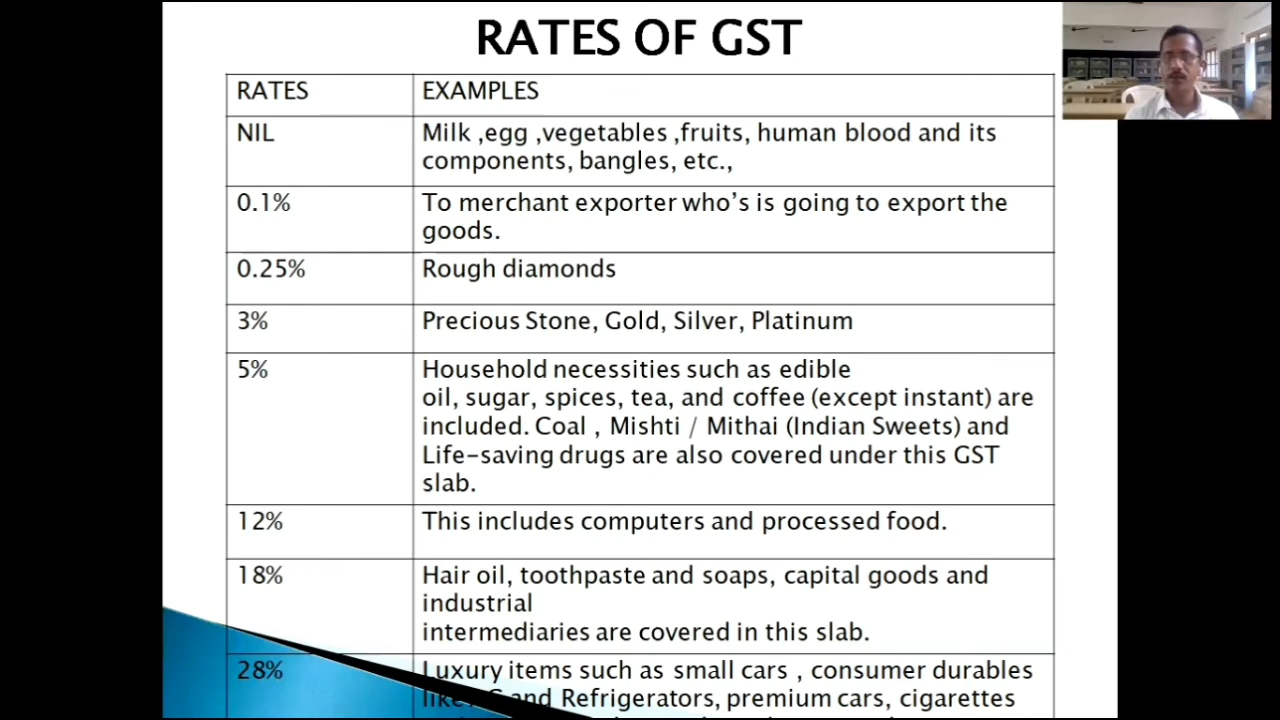 RATES OF GST
RATES
EXAMPLES
NIL
Milk ,egg ,vegetables ,fruits, human blood and its
components, bangles, etc.,
0.1%
To merchant exporter who’s is going to export the
goods.
0.25%
Rough diamonds
3%
Precious Stone, Gold, Silver, Platinum
5%
Household necessities such as edible
oil, sugar, spices, tea, and coffee (except instant) are
included. Coal , Mishti / Mithai (Indian Sweets) and
Life-saving drugs are also covered under this GST
slab.
12%
This includes computers and processed food.
18%
Hair oil, toothpaste and soaps, capital goods and
industrial
intermediaries are covered in this slab.
28%
Luxury items such as small cars , consumer durables
like and Refrigerators, premium cars, cigarettes